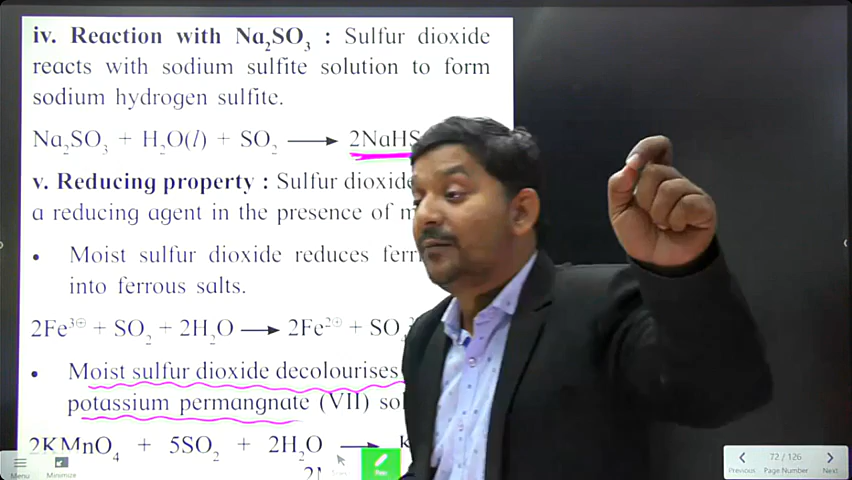 iv. Reaction with Na₂SO₃ : Sulfur dioxide
reacts with sodium sulfite solution to form
sodium hydrogen sulfite.
Na₂SO₃ + H₂O(l) + SO₂ ⟶ 2NaHS
v. Reducing property : Sulfur dioxide
a reducing agent in the presence of
Moist sulfur dioxide reduces
into ferrous salts.
2Fe³⊕ + SO₂ + 2H₂O ⟶ 2Fe²⊕ + SO
• Moist sulfur dioxide decolourises
potassium permangnate (VII)
2KMnO₄ + 5SO₂ + 2H₂O ⟶ K
Menu
Minimize
Pen
Previous
72 / 126
Page Number
Next